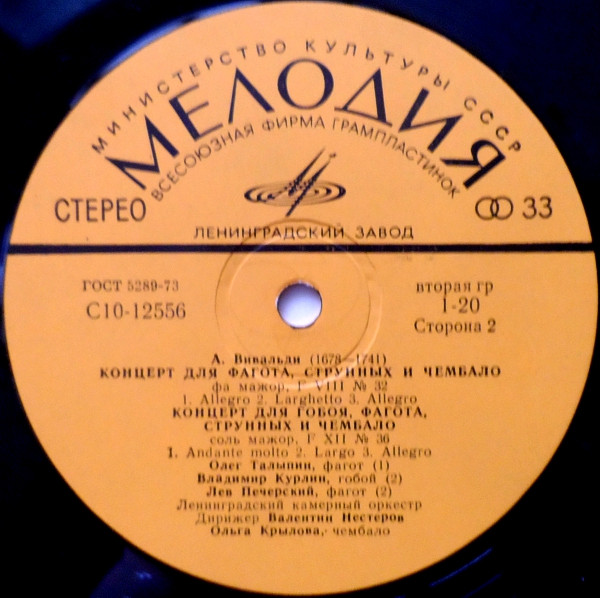 МИНИСТЕРСТВО КУЛЬТУРЫ СССР
МЕЛОДИЯ
ВСЕСОЮЗНАЯ ФИРМА ГРАМПЛАСТИНОК
СТЕРЕО
33
ЛЕНИНГРАДСКИЙ ЗАВОД
ГОСТ 5289-73
С10-12556
вторая гр
1-20
Сторона 2
А. Вивальди (1678—1741)
КОНЦЕРТ ДЛЯ ФАГОТА, СТРУННЫХ И ЧЕМБАЛО
фа мажор, F VIII № 32
1. Allegro 2. Larghetto 3. Allegro
КОНЦЕРТ ДЛЯ ГОБОЯ, ФАГОТА,
СТРУННЫХ И ЧЕМБАЛО
соль мажор, F XII № 36
1. Andante molto 2. Largo 3. Allegro
Олег Талыпин, фагот (1)
Владимир Курлин, гобой (2)
Лев Печерский, фагот (2)
Ленинградский камерный оркестр
Дирижер Валентин Нестеров
Ольга Крылова, чембало